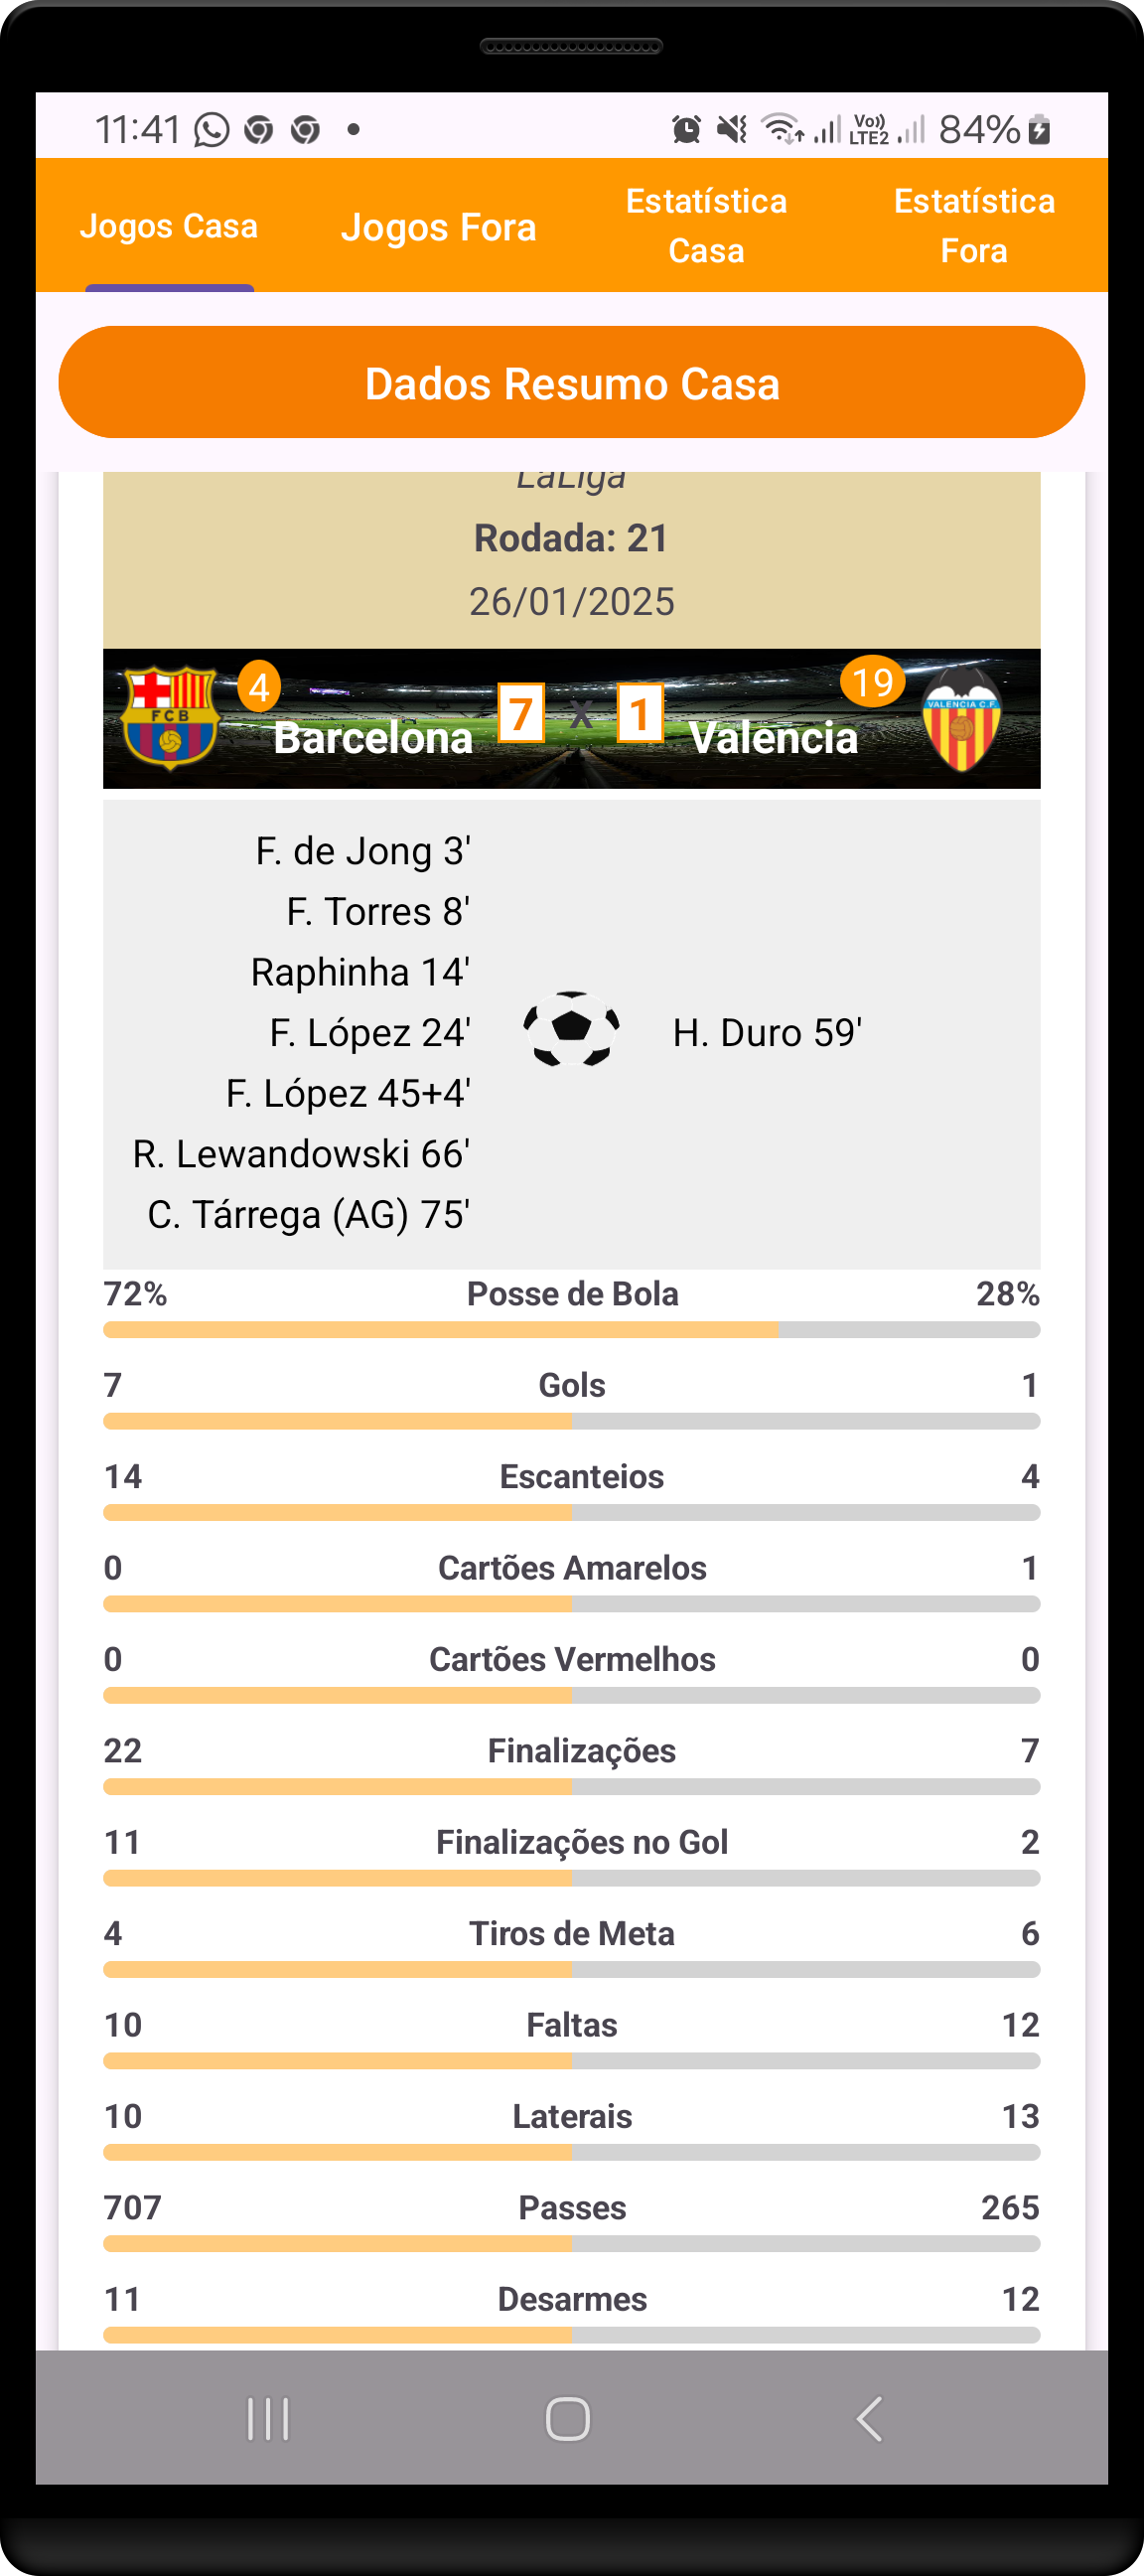 11:41
Vo))
LTE2
84%
Jogos Casa
Jogos Fora
Estatística
Casa
Estatística
Fora
Dados Resumo Casa
LaLiga
Rodada: 21
26/01/2025
FCB
4
Barcelona
7 X 1
Valencia
19
VALENCIA C.F.
F. de Jong 3'
F. Torres 8'
Raphinha 14'
F. López 24'
F. López 45+4'
R. Lewandowski 66'
C. Tárrega (AG) 75'
H. Duro 59'
72% Posse de Bola 28%
7 Gols 1
14 Escanteios 4
0 Cartões Amarelos 1
0 Cartões Vermelhos 0
22 Finalizações 7
11 Finalizações no Gol 2
4 Tiros de Meta 6
10 Faltas 12
10 Laterais 13
707 Passes 265
11 Desarmes 12